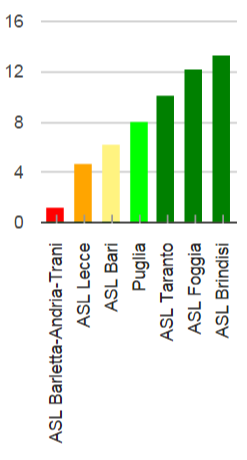 16
12
8
4
0
ASL Barletta-Andria-Trani
ASL Lecce
ASL Bari
Puglia
ASL Taranto
ASL Foggia
ASL Brindisi